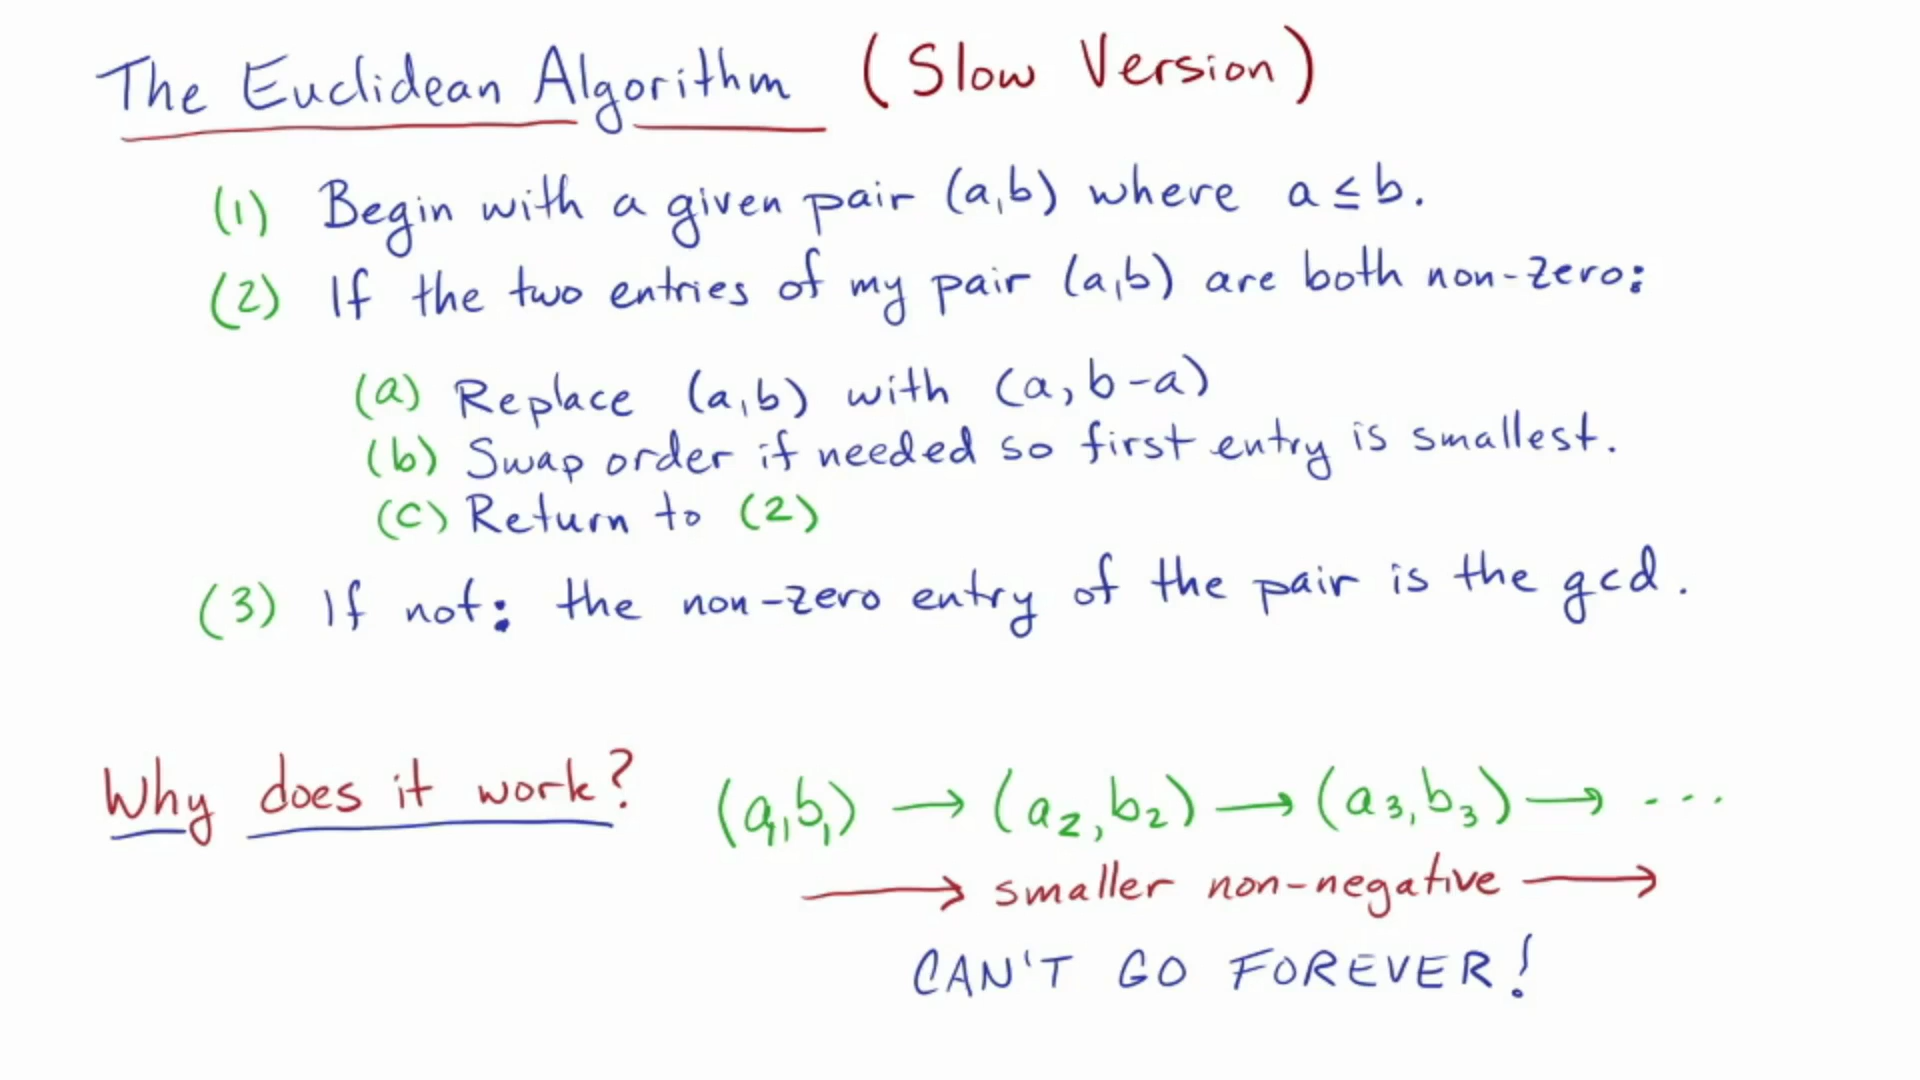 The Euclidean Algorithm (Slow Version)
(1) Begin with a given pair (a,b) where a ≤ b.
(2) If the two entries of my pair (a,b) are both non-zero:
(a) Replace (a,b) with (a, b-a)
(b) Swap order if needed so first entry is smallest.
(c) Return to (2)
(3) If not: the non-zero entry of the pair is the gcd.
Why does it work? (a₁,b₁) → (a₂,b₂) → (a₃,b₃) → ...
→ smaller non-negative →
CAN'T GO FOREVER!